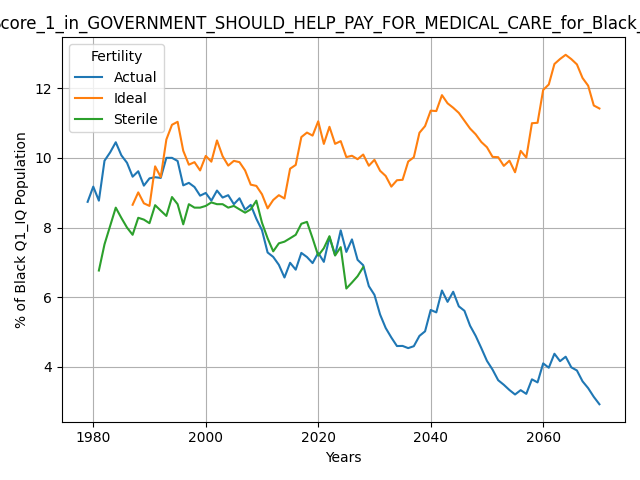 core_1_in_GOVERNMENT_SHOULD_HELP_PAY_FOR_MEDICAL_CARE_for_Black_
Fertility
Actual
Ideal
Sterile
% of Black Q1_IQ Population
12
10
8
6
4
1980 2000 2020 2040 2060
Years